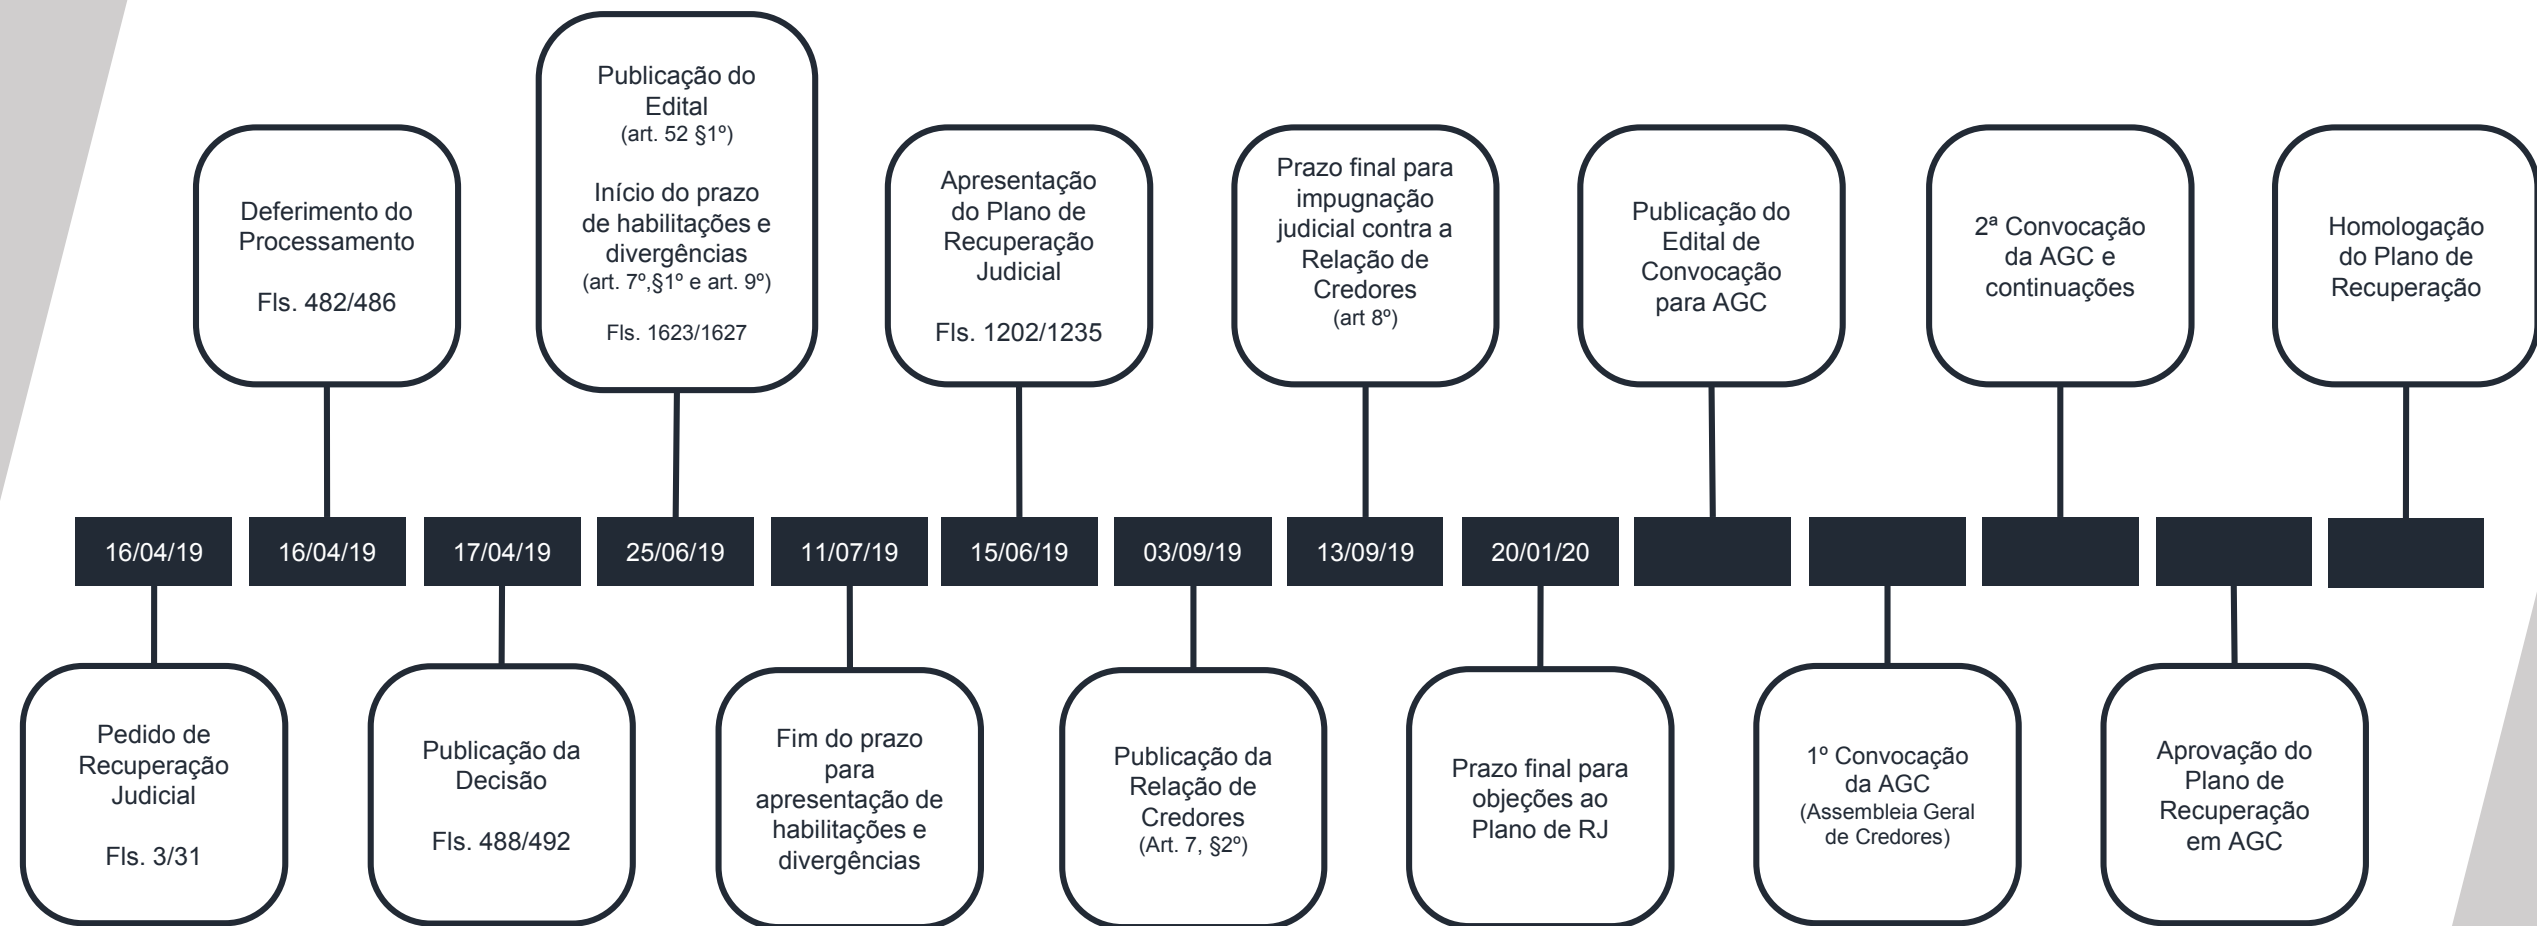 Publicação do
Edital
(art. 52 §1º)
Início do prazo
de habilitações e
divergências
(art. 7º,§1º e art. 9º)
Fls. 1623/1627
Deferimento do
Processamento
Fls. 482/486
Apresentação
do Plano de
Recuperação
Judicial
Fls. 1202/1235
Prazo final para
impugnação
judicial contra a
Relação de
Credores
(art 8º)
Publicação do
Edital de
Convocação
para AGC
2ª Convocação
da AGC e
continuações
Homologação
do Plano de
Recuperação
16/04/19
16/04/19
17/04/19
25/06/19
11/07/19
15/06/19
03/09/19
13/09/19
20/01/20
Pedido de
Recuperação
Judicial
Fls. 3/31
Publicação da
Decisão
Fls. 488/492
Fim do prazo
para
apresentação de
habilitações e
divergências
Publicação da
Relação de
Credores
(Art. 7, §2º)
Prazo final para
objeções ao
Plano de RJ
1º Convocação
da AGC
(Assembleia Geral
de Credores)
Aprovação do
Plano de
Recuperação
em AGC